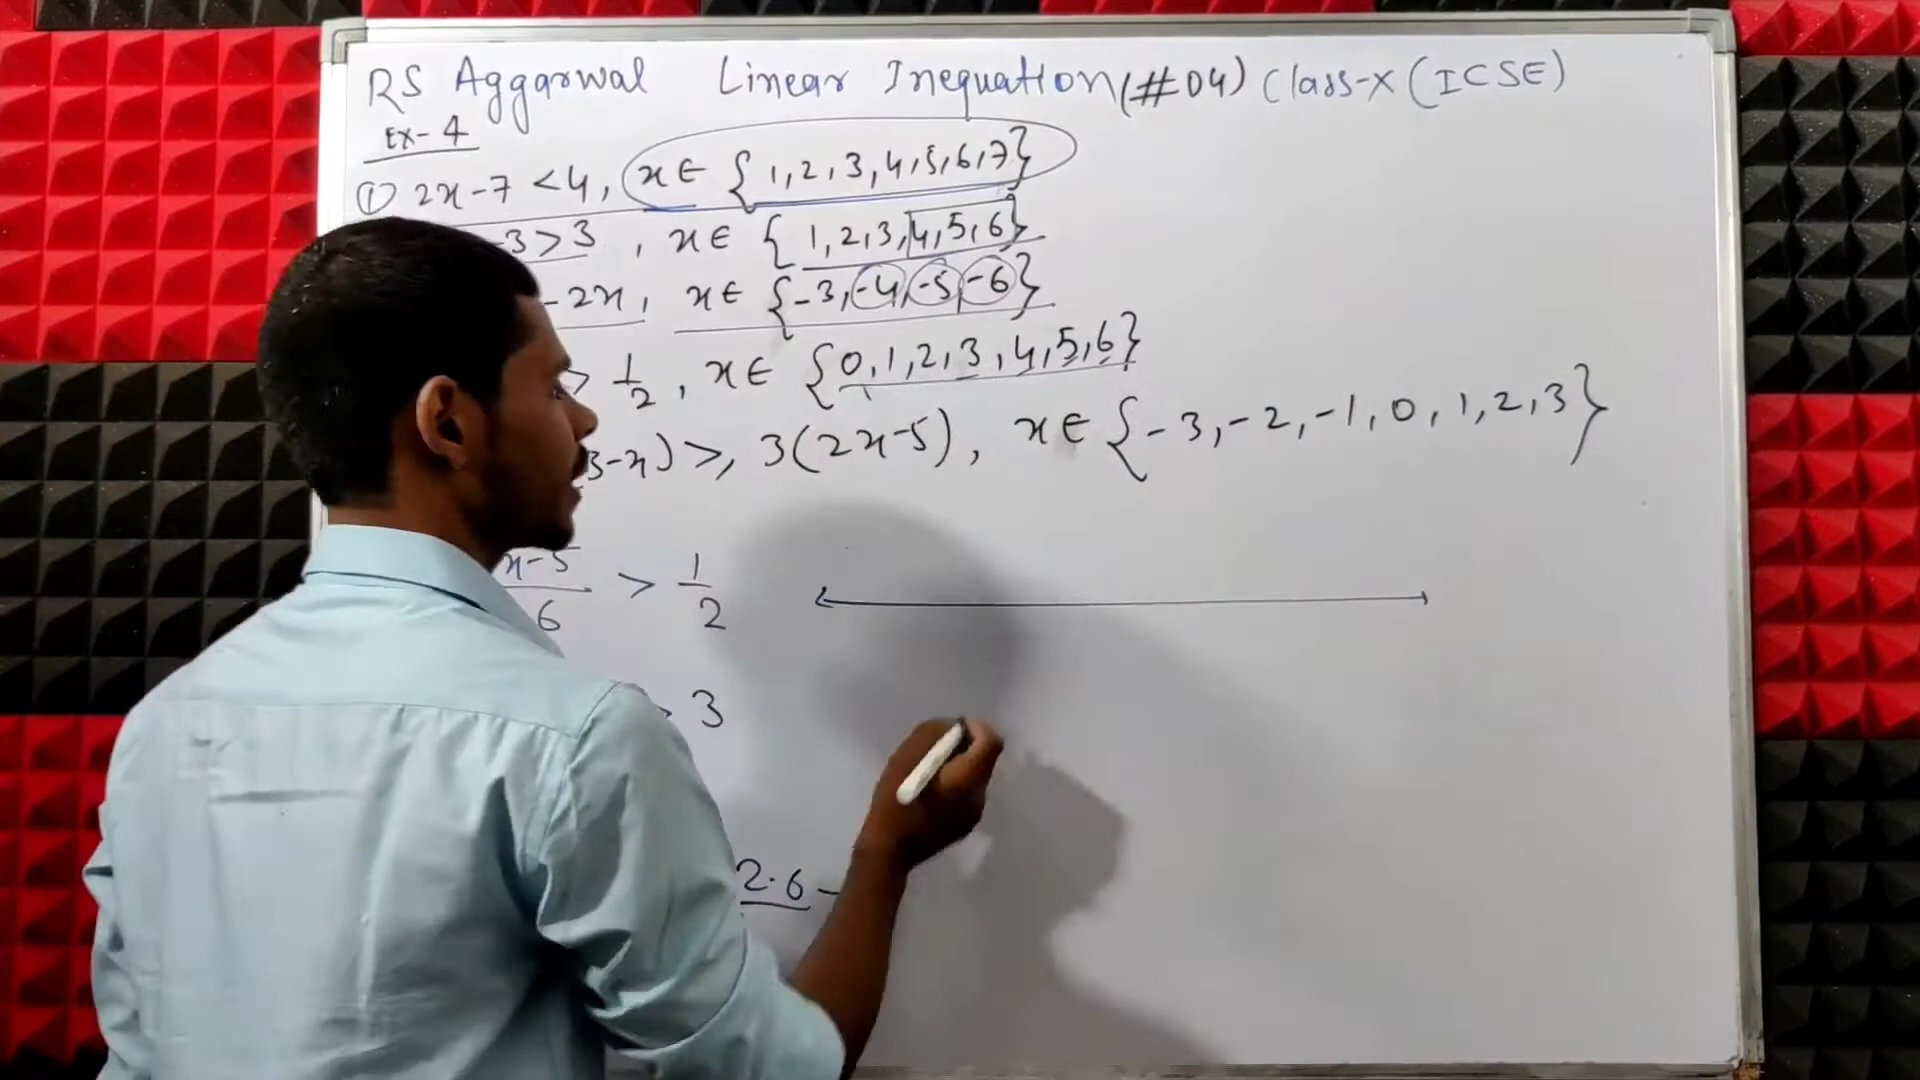 RS Aggarwal Linear Inequation (#04) Class-X (ICSE)
Ex-4
① 2x-7 <4, x∈ {1,2,3,4,5,6,7}
-3>3, x∈ {1,2,3,4,5,6}
-2x, x∈ {-3,-4,-5,-6}
> 1/2, x∈ {0,1,2,3,4,5,6}
3-x) ≥ 3(2x-5), x∈ {-3,-2,-1,0,1,2,3}
x-5/6 > 1/2
> 3
2.6 -